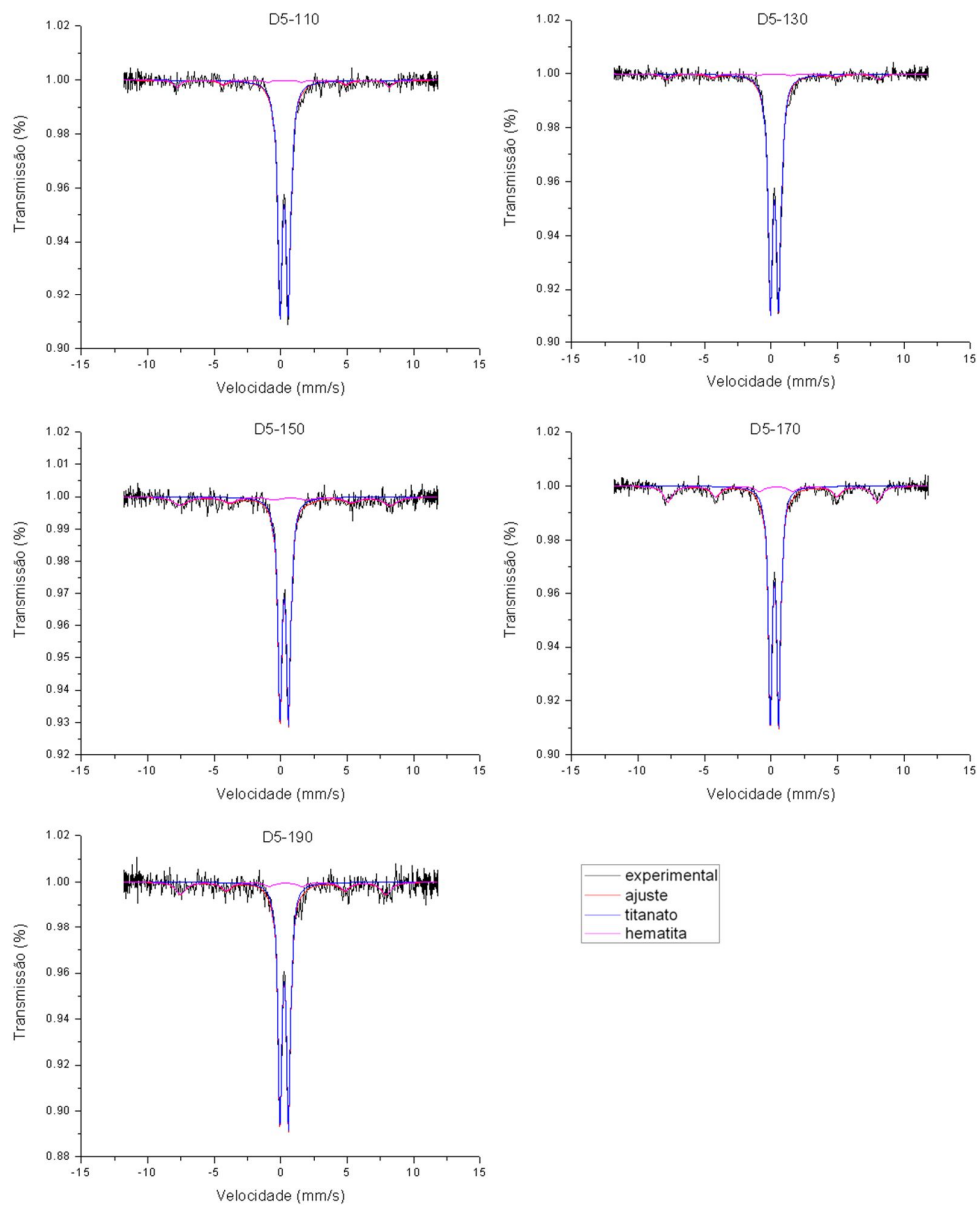 D5-110
1.02
1.00
0.98
0.96
0.94
0.92
0.90
Transmissão (%)
-15 -10 -5 0 5 10 15
Velocidade (mm/s)
D5-130
1.02
1.00
0.98
0.96
0.94
0.92
0.90
Transmissão (%)
-15 -10 -5 0 5 10 15
Velocidade (mm/s)
D5-150
1.02
1.01
1.00
0.99
0.98
0.97
0.96
0.95
0.94
0.93
0.92
Transmissão (%)
-15 -10 -5 0 5 10 15
Velocidade (mm/s)
D5-170
1.02
1.00
0.98
0.96
0.94
0.92
0.90
Transmissão (%)
-15 -10 -5 0 5 10 15
Velocidade (mm/s)
D5-190
1.02
1.00
0.98
0.96
0.94
0.92
0.90
0.88
Transmissão (%)
-15 -10 -5 0 5 10 15
Velocidade (mm/s)
experimental
ajuste
titanato
hematita